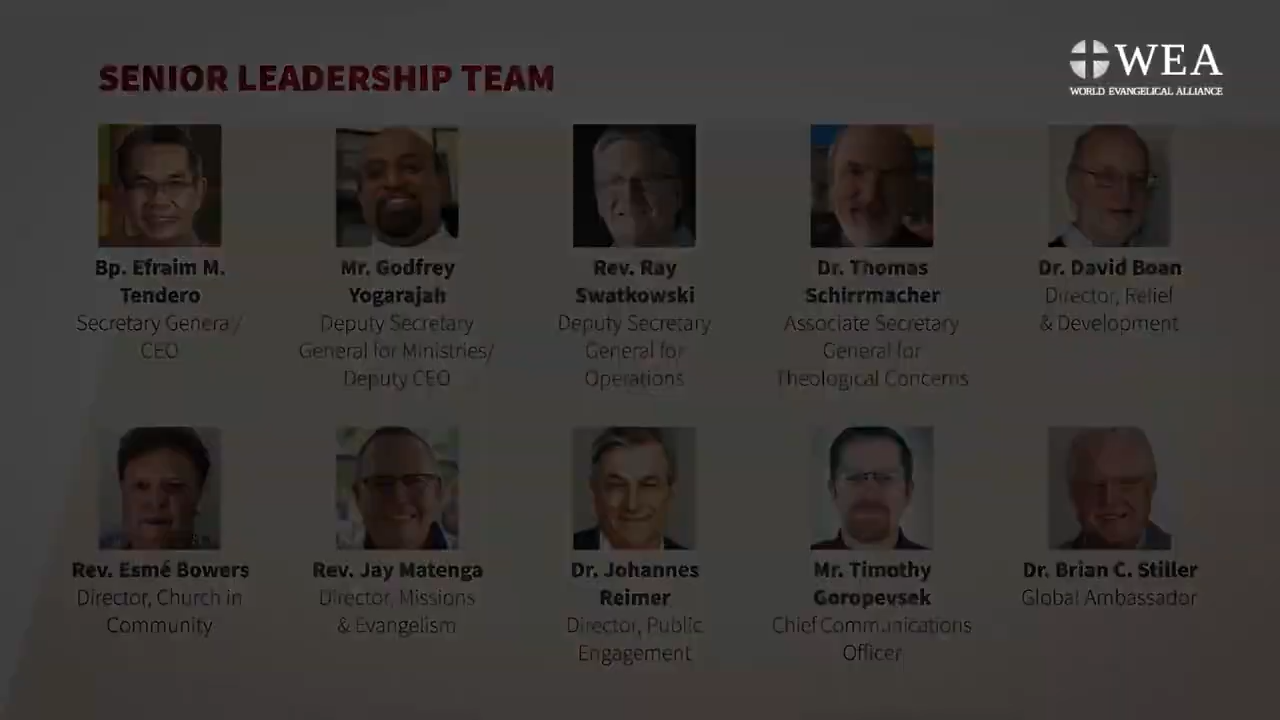 SENIOR LEADERSHIP TEAM
WEA
WORLD EVANGELICAL ALLIANCE
Bp. Efraim M.
Tendero
Secretary General/
CEO
Mr. Godfrey
Yogarajah
Deputy Secretary
General for Ministries/
Deputy CEO
Rev. Ray
Swatkowski
Deputy Secretary
General for
Operations
Dr. Thomas
Schirrmacher
Associate Secretary
General for
Theological Concerns
Dr. David Boan
Director, Relief
& Development
Rev. Esmé Bowers
Director, Church in
Community
Rev. Jay Matenga
Director, Missions
& Evangelism
Dr. Johannes
Reimer
Director, Public
Engagement
Mr. Timothy
Goropevsek
Chief Communications
Officer
Dr. Brian C. Stiller
Global Ambassador